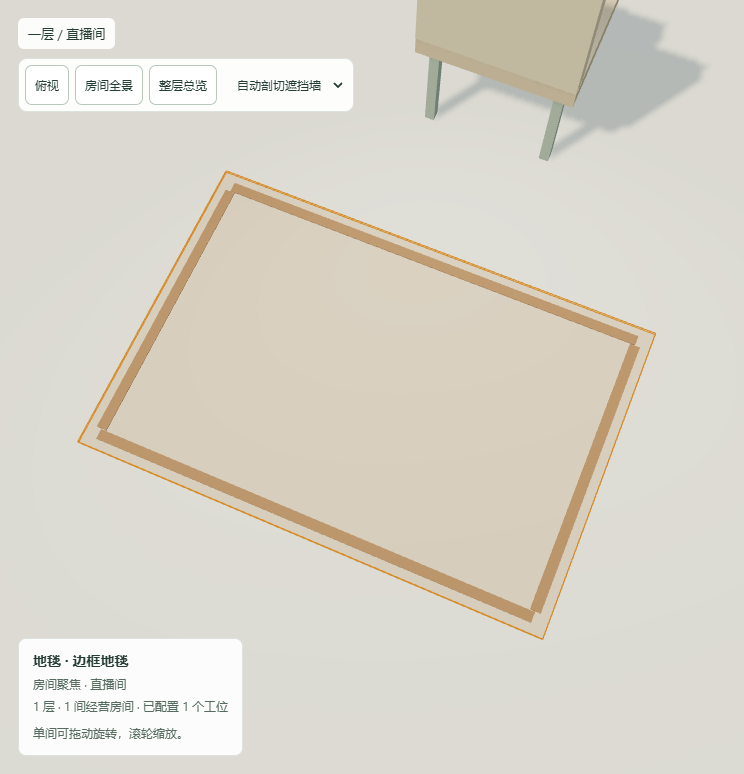 一层 / 直播间
俯视 房间全景 整层总览 自动剖切遮挡墙
地毯 · 边框地毯
房间聚焦 · 直播间
1 层 · 1 间经营房间 · 已配置 1 个工位
单间可拖动旋转，滚轮缩放。